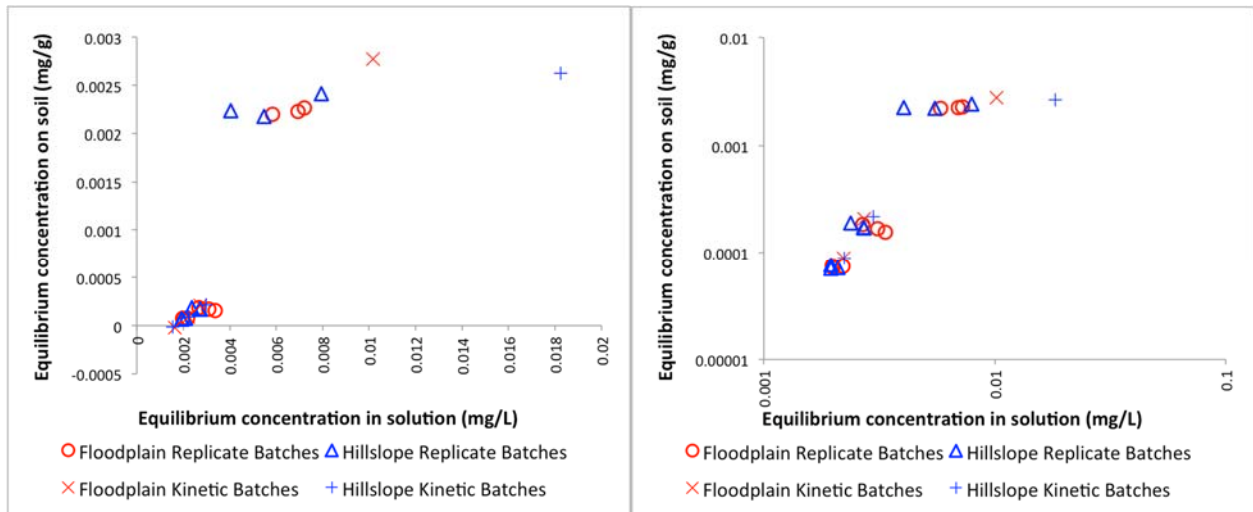 Equilibrium concentration on soil (mg/g)
0.003
0.0025
0.002
0.0015
0.001
0.0005
0
-0.0005
0
0.002
0.004
0.006
0.008
0.01
0.012
0.014
0.016
0.018
0.02
Equilibrium concentration in solution (mg/L)
Floodplain Replicate Batches
Hillslope Replicate Batches
Floodplain Kinetic Batches
Hillslope Kinetic Batches
Equilibrium concentration on soil (mg/g)
0.01
0.001
0.0001
0.00001
0.001
0.01
0.1
Equilibrium concentration in solution (mg/L)
Floodplain Replicate Batches
Hillslope Replicate Batches
Floodplain Kinetic Batches
Hillslope Kinetic Batches